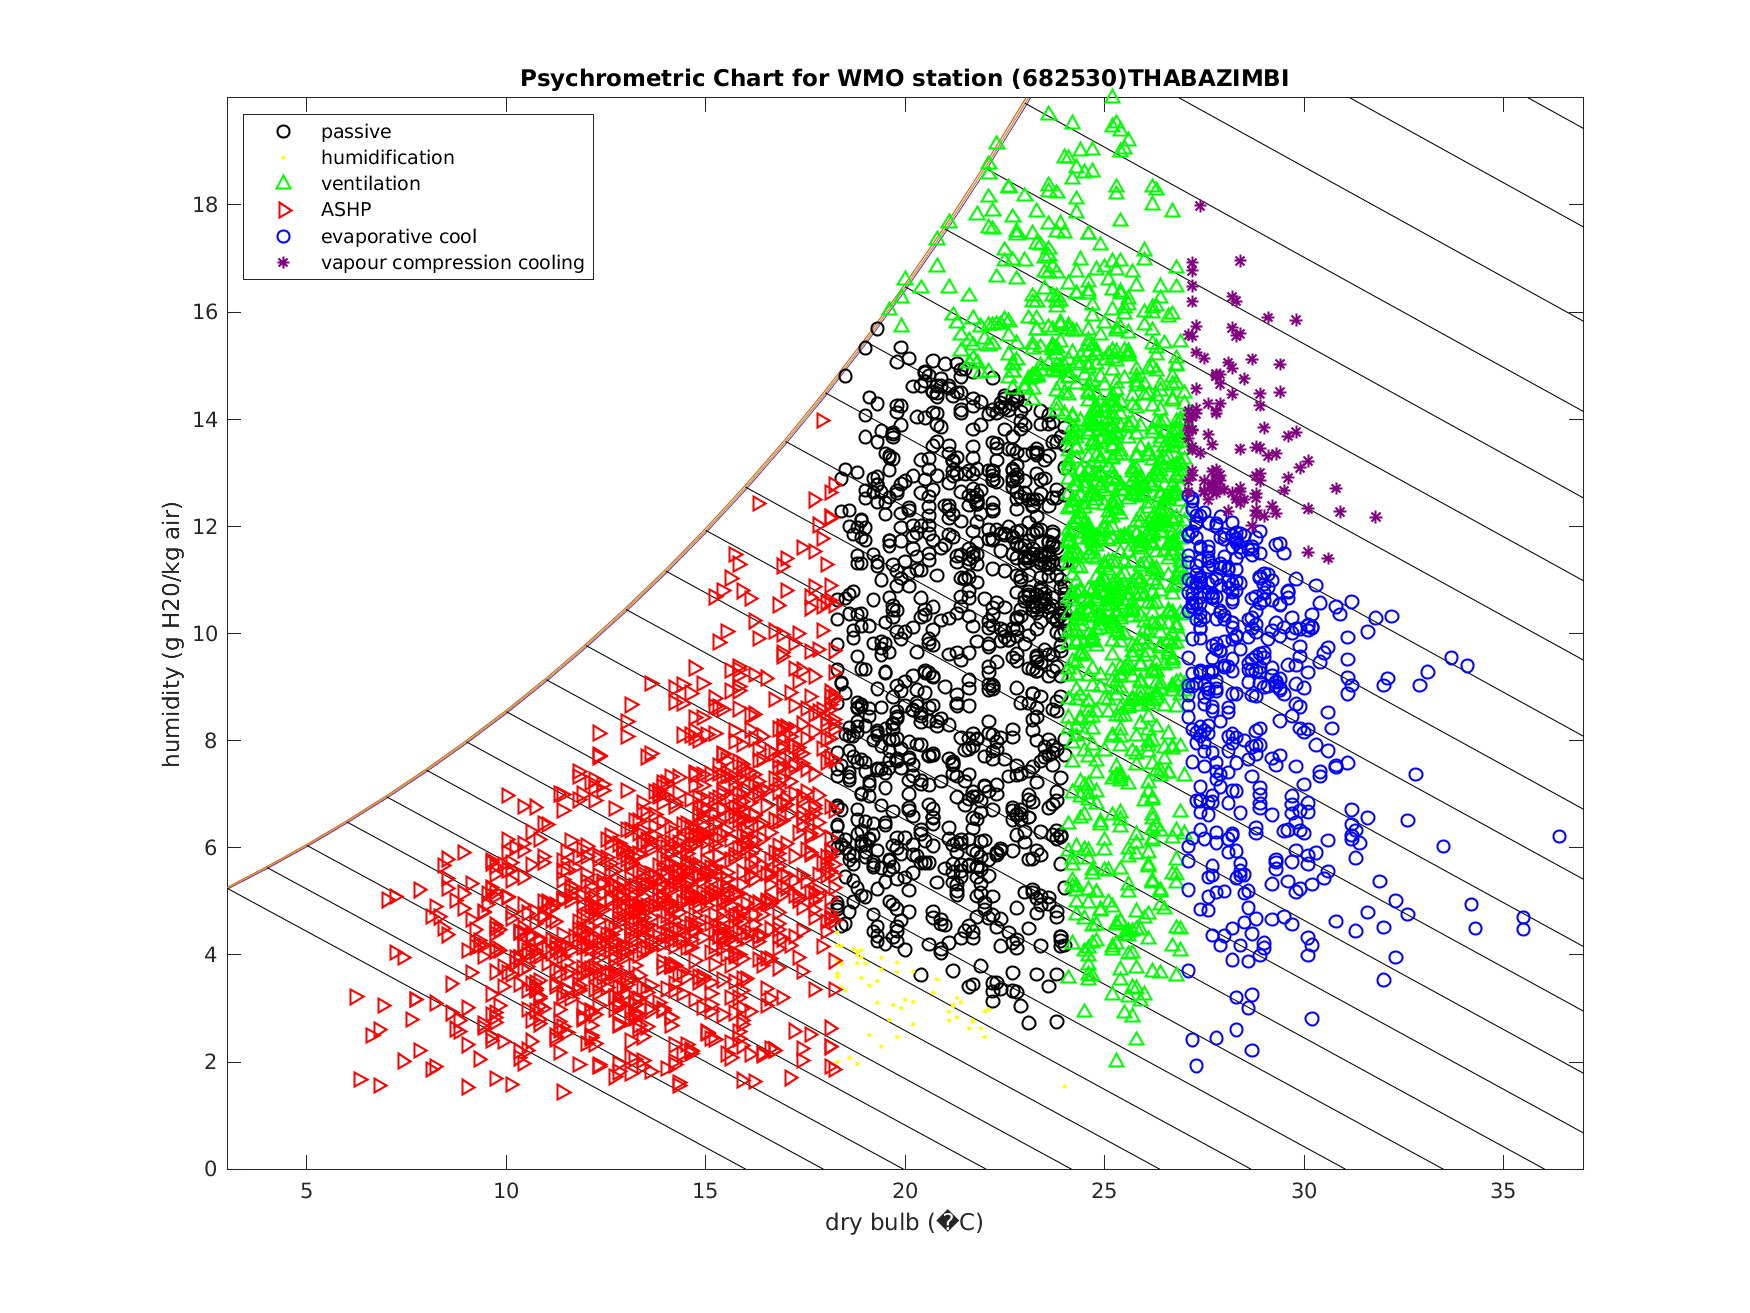 Psychrometric Chart for WMO station (682530)THABAZIMBI
passive
humidification
ventilation
ASHP
evaporative cool
vapour compression cooling
humidity (g H20/kg air)
18
16
14
12
10
8
6
4
2
0
5 10 15 20 25 30 35
dry bulb (�C)